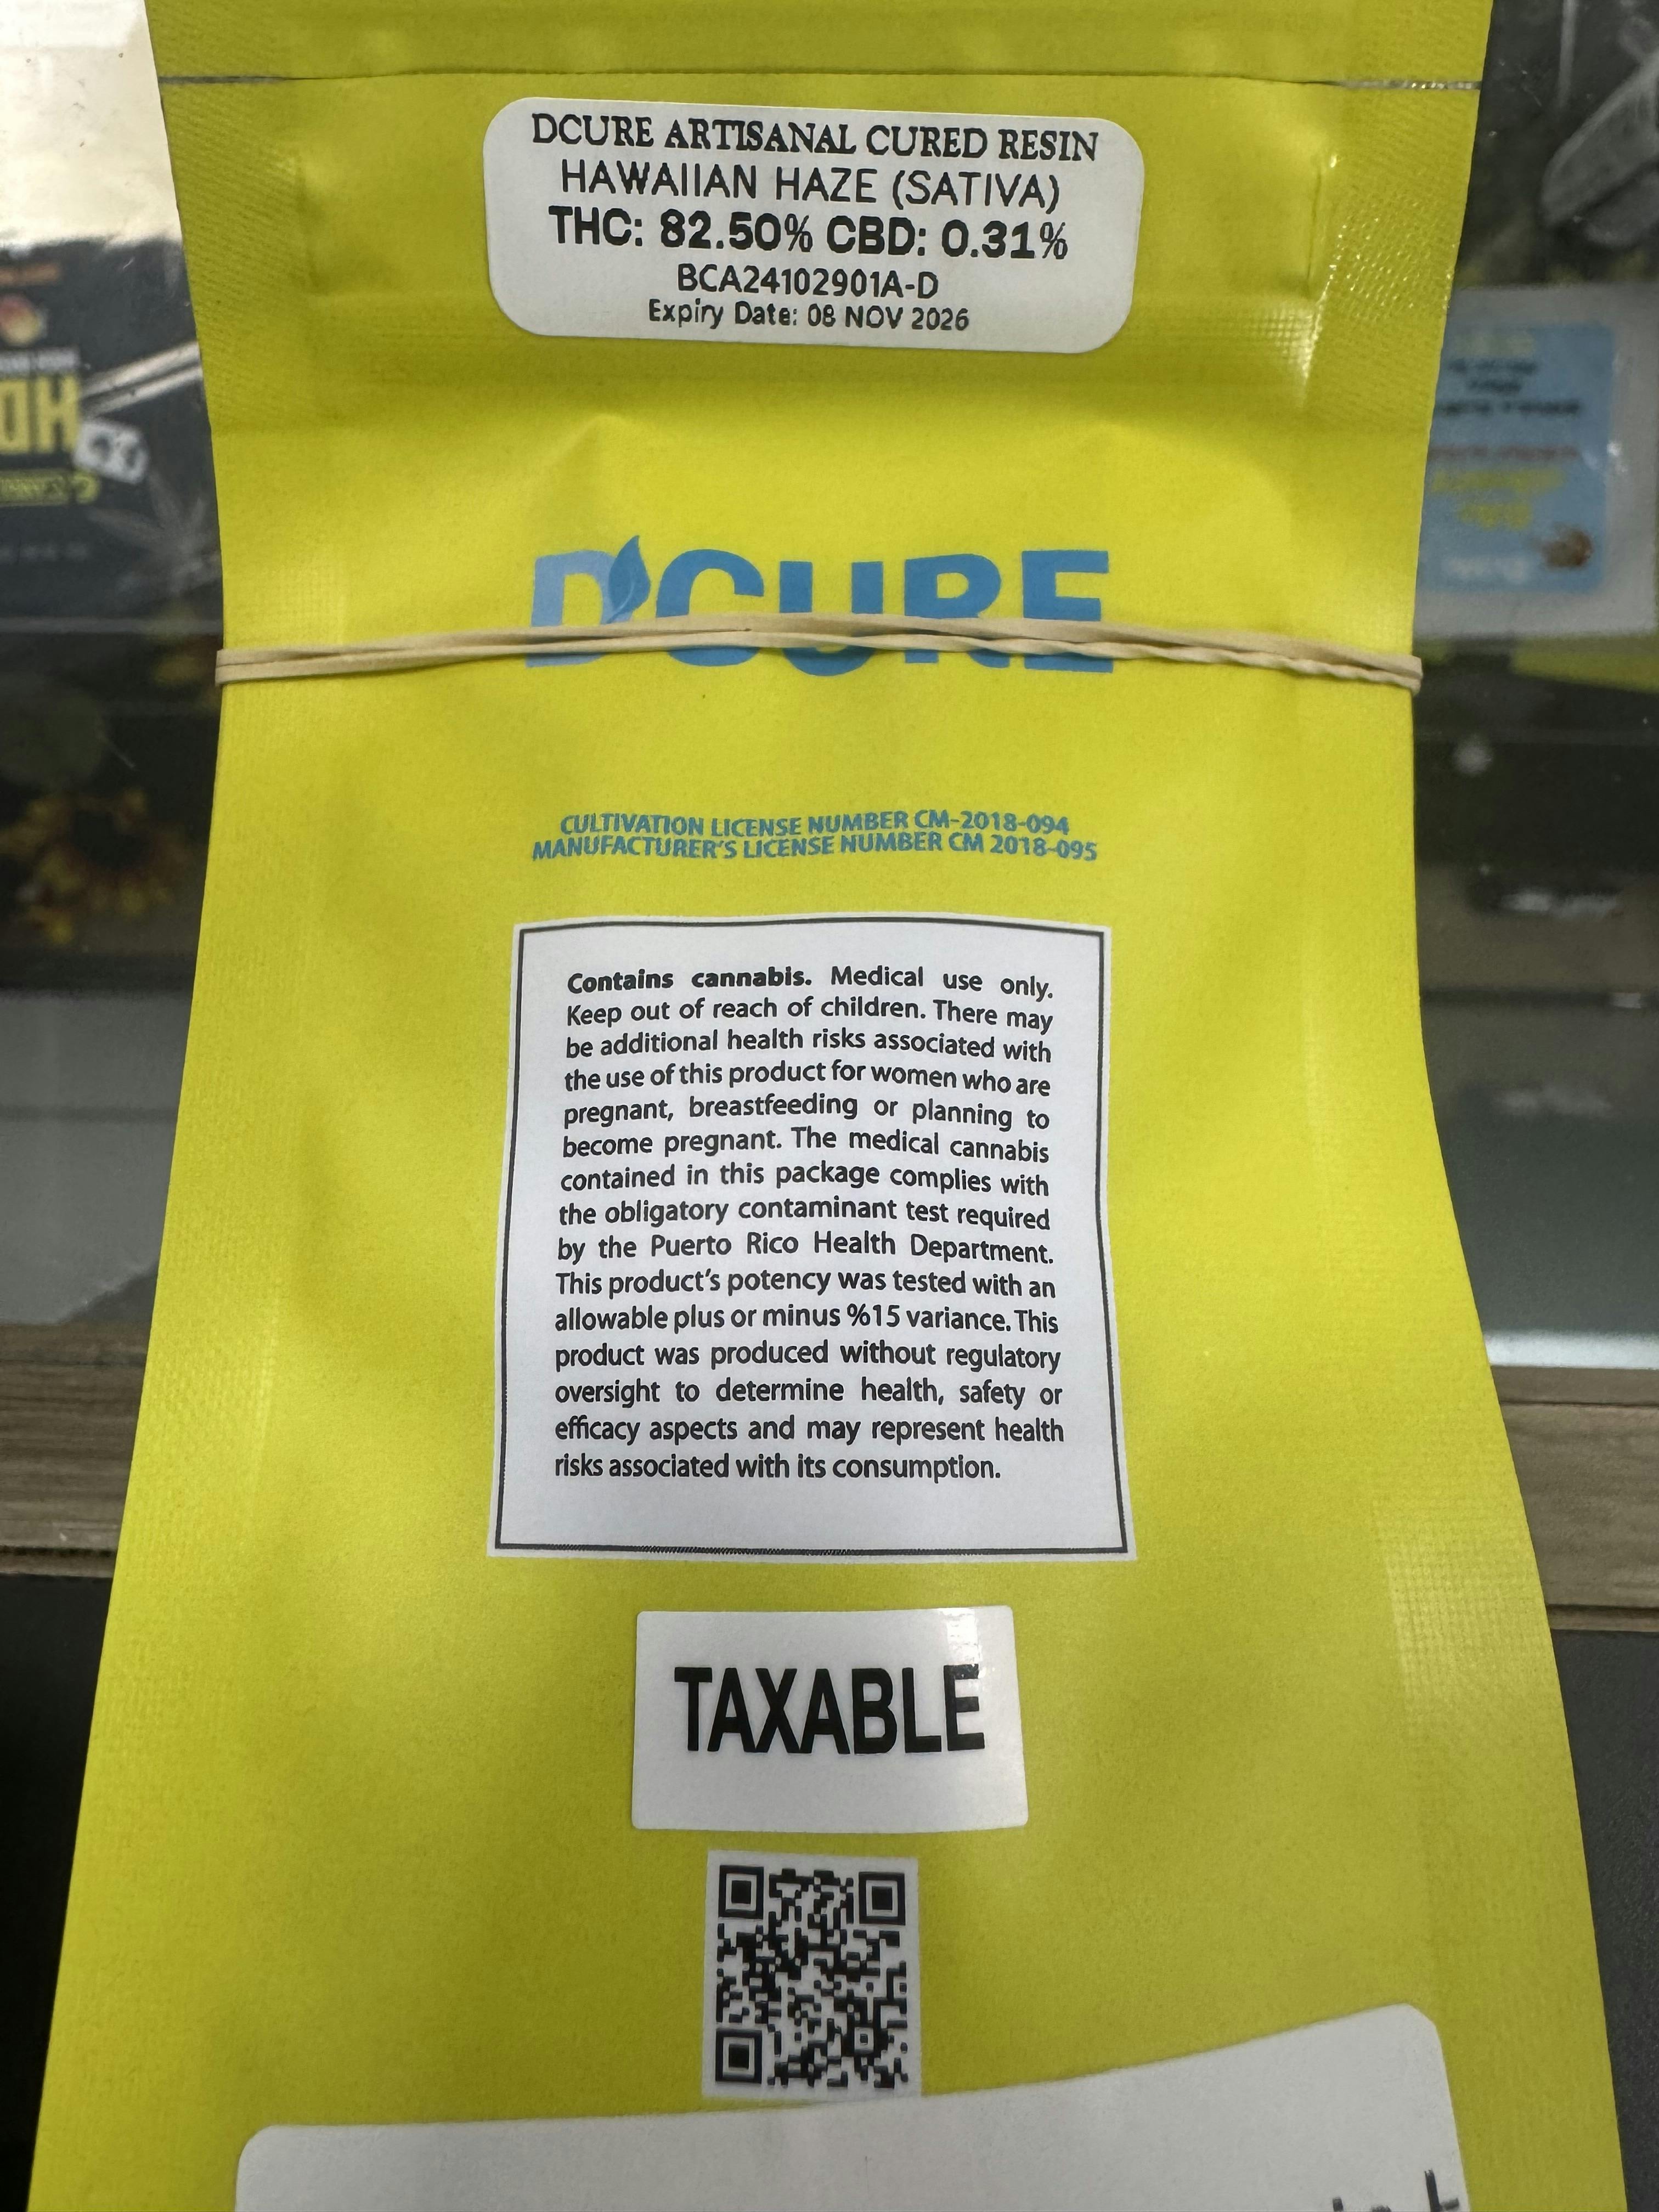 DCURE ARTISANAL CURED RESIN
HAWAIIAN HAZE (SATIVA)
THC: 82.50% CBD: 0.31%
BCA24102901A-D
Expiry Date: 08 NOV 2026
D'CURE
CULTIVATION LICENSE NUMBER CM-2018-094
MANUFACTURER'S LICENSE NUMBER CM 2018-095
Contains cannabis. Medical use only.
Keep out of reach of children. There may
be additional health risks associated with
the use of this product for women who are
pregnant, breastfeeding or planning to
become pregnant. The medical cannabis
contained in this package complies with
the obligatory contaminant test required
by the Puerto Rico Health Department.
This product's potency was tested with an
allowable plus or minus %15 variance. This
product was produced without regulatory
oversight to determine health, safety or
efficacy aspects and may represent health
risks associated with its consumption.
TAXABLE